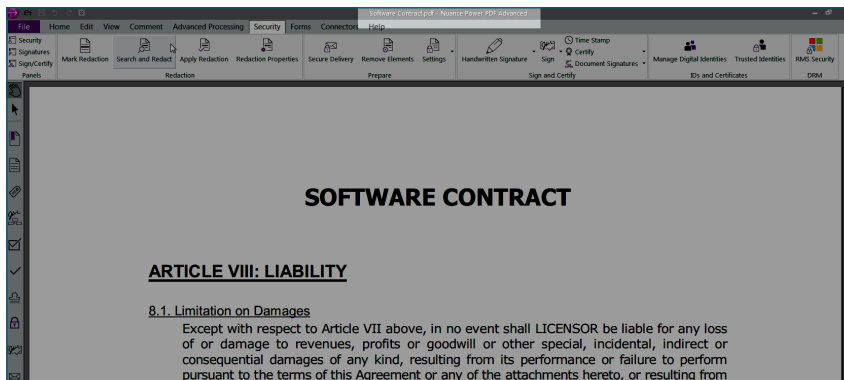 Software Contract.pdf - Nuance Power PDF Advanced
File Home Edit View Comment Advanced Processing Security Forms Connectors Help
Security
Signatures
Sign/Certify
Panels
Mark Redaction Search and Redact Apply Redaction Redaction Properties
Redaction
Secure Delivery Remove Elements Settings
Prepare
Handwritten Signature Sign
Time Stamp
Certify
Document Signatures
Sign and Certify
Manage Digital Identities Trusted Identities
IDs and Certificates
RMS Security
DRM
SOFTWARE CONTRACT
ARTICLE VIII: LIABILITY
8.1. Limitation on Damages
Except with respect to Article VII above, in no event shall LICENSOR be liable for any loss
of or damage to revenues, profits or goodwill or other special, incidental, indirect or
consequential damages of any kind, resulting from its performance or failure to perform
pursuant to the terms of this Agreement or any of the attachments hereto, or resulting from